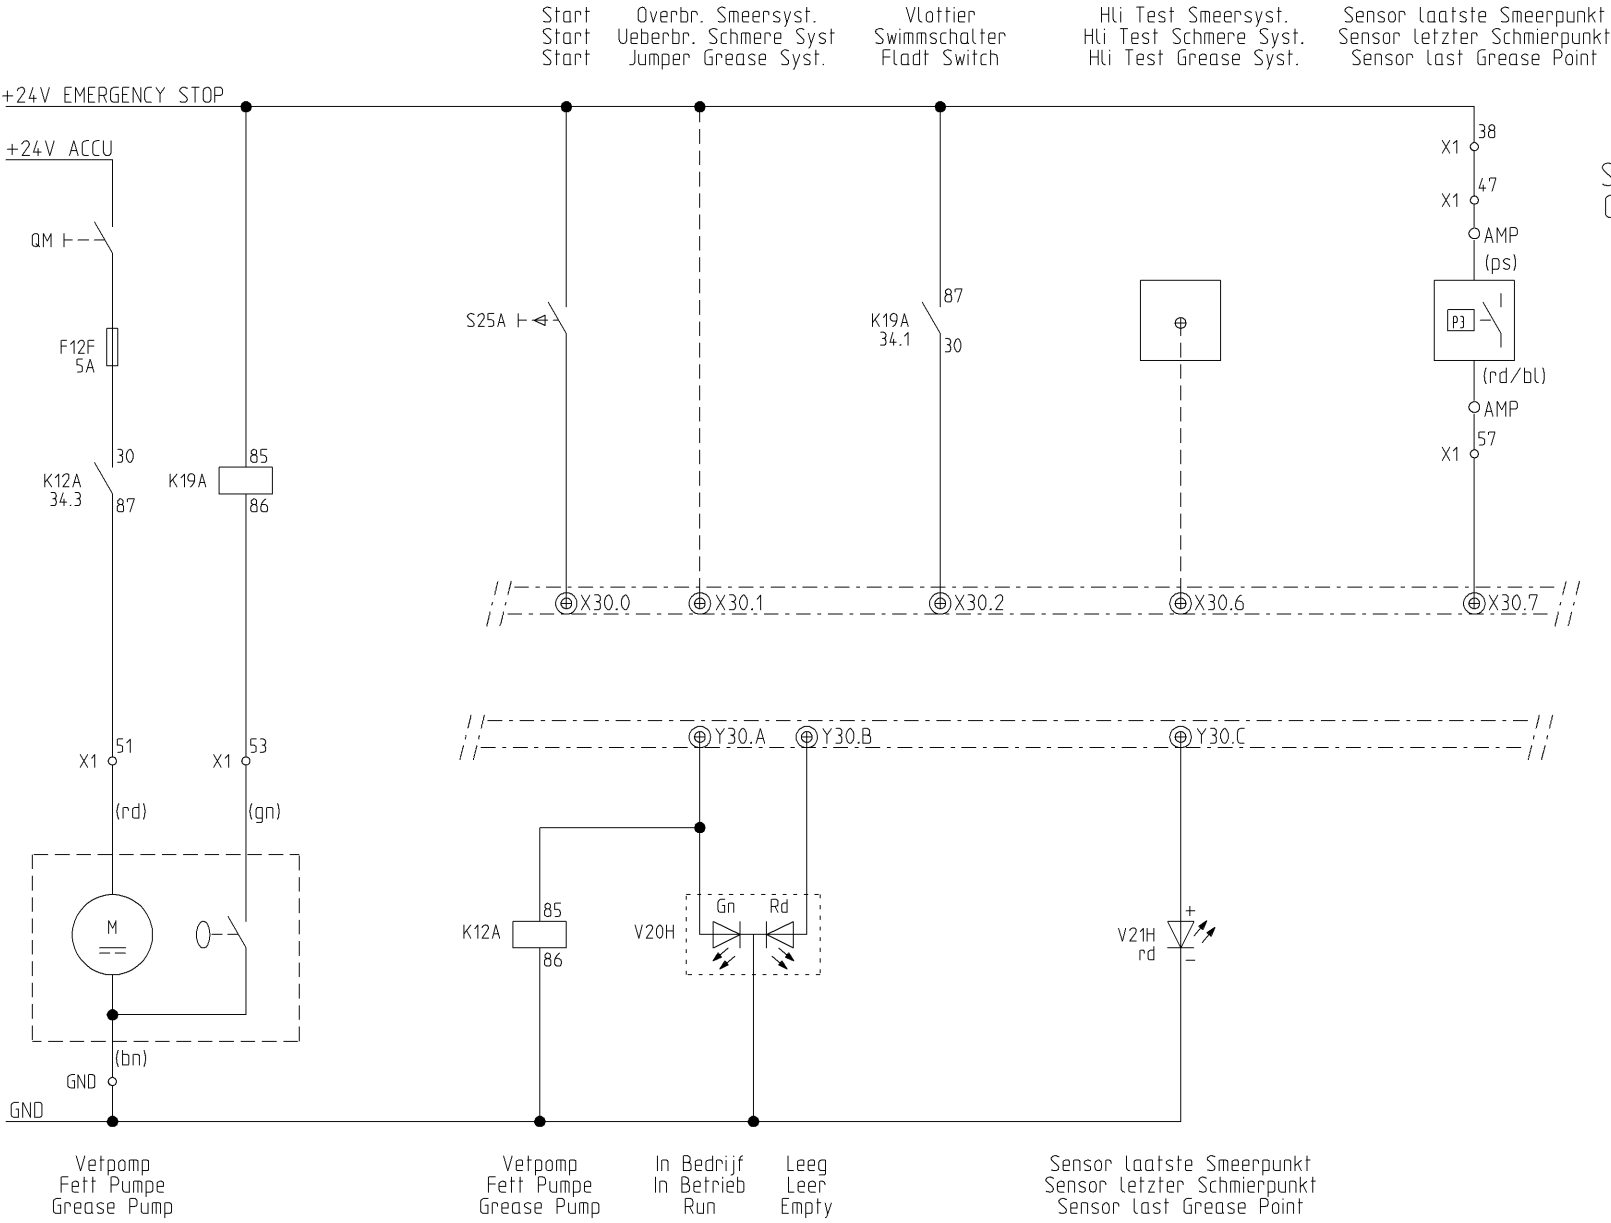 Start
Start
Start
Overbr. Smeersyst.
Ueberbr. Schmere Syst
Jumper Grease Syst.
Vlottier
Swimmschalter
Fladt Switch
Hli Test Smeersyst.
Hli Test Schmere Syst.
Hli Test Grease Syst.
Sensor laatste Smeerpunkt
Sensor letzter Schmierpunkt
Sensor last Grease Point
+24V EMERGENCY STOP
+24V ACCU
38
X1
47
X1
AMP
(ps)
QM
F12F
5A
S25A
87
K19A
34.1
30
P3
(rd/bl)
AMP
57
X1
30
K12A
34.3
87
85
K19A
86
X30.0
X30.1
X30.2
X30.6
X30.7
Y30.A
Y30.B
Y30.C
51
X1
53
X1
(rd)
(gn)
M
85
K12A
86
Gn
Rd
V20H
+
V21H
rd
-
(bn)
GND
GND
Vetpomp
Fett Pumpe
Grease Pump
Vetpomp
Fett Pumpe
Grease Pump
In Bedrijf
In Betrieb
Run
Leeg
Leer
Empty
Sensor laatste Smeerpunkt
Sensor letzter Schmierpunkt
Sensor last Grease Point